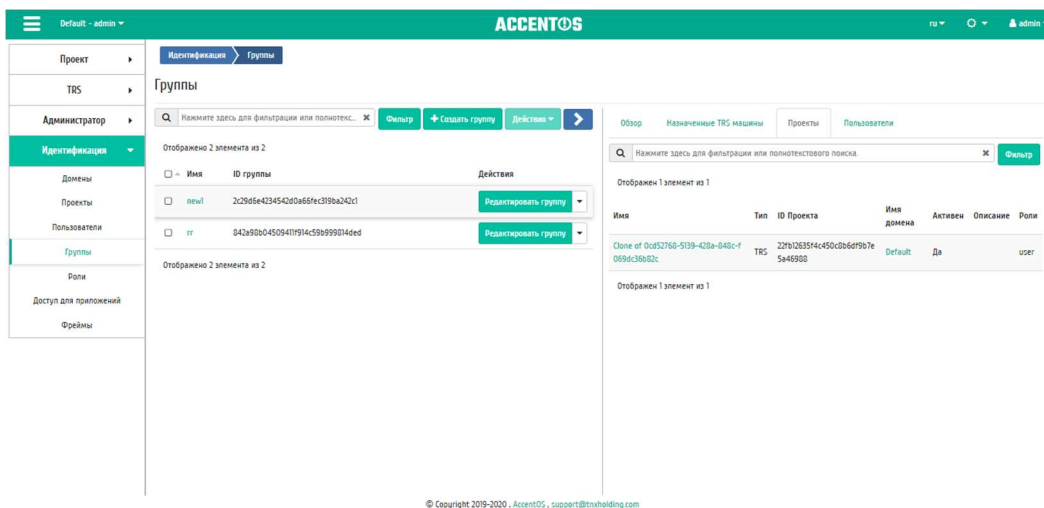 Default - admin
ACCENTOS
ru
admin
Проект
TRS
Администратор
Идентификация
Домены
Проекты
Пользователи
Группы
Роли
Доступ для приложений
Фреймы
Идентификация
Группы
Группы
Нажмите здесь для фильтрации или полнотекс...
Фильтр
Создать группу
Действия
Отображено 2 элемента из 2
Имя ID группы Действия
new1 2c29d6e4234542d0a66fec319ba242c1 Редактировать группу
rr 842a98b04509411f914c59b999814ded Редактировать группу
Отображено 2 элемента из 2
Обзор Назначенные TRS машины Проекты Пользователи
Нажмите здесь для фильтрации или полнотекстового поиска.
Фильтр
Отображен 1 элемент из 1
Имя Тип ID Проекта Имя домена Активен Описание Роли
Clone of 0cd52768-5139-428a-848c-f
069dc36b82c
TRS
22fb12635f4c450c8b6df9b7e
5a46988
Default Да user
Отображен 1 элемент из 1
© Copyright 2019-2020 , AccentOS , support@tnxholding.com